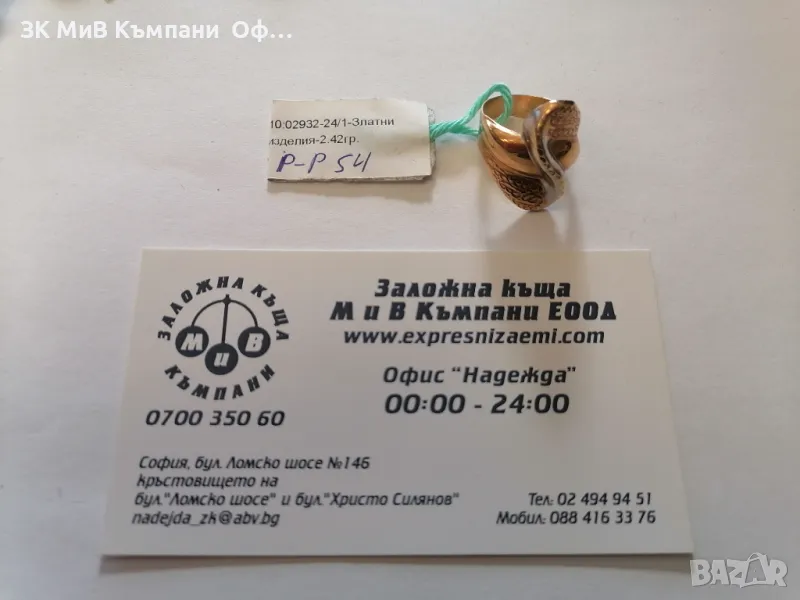 ЗК МиВ Къмпани Оф...
10:02932-24/1-Златни
изделия-2.42гр.
Р-Р 54
ЗАЛОЖНА КЪЩА
М и В
КЪМПАНИ
0700 350 60
Заложна къща
М и В Къмпани ЕООД
www.expresnizaemi.com
Офис "Надежда"
00:00 - 24:00
София, бул. Ломско шосе №146
кръстовището на
бул."Ломско шосе" и бул."Христо Силянов"
nadejda_zk@abv.bg
Тел: 02 494 94 51
Мобил: 088 416 33 76
BAZAR